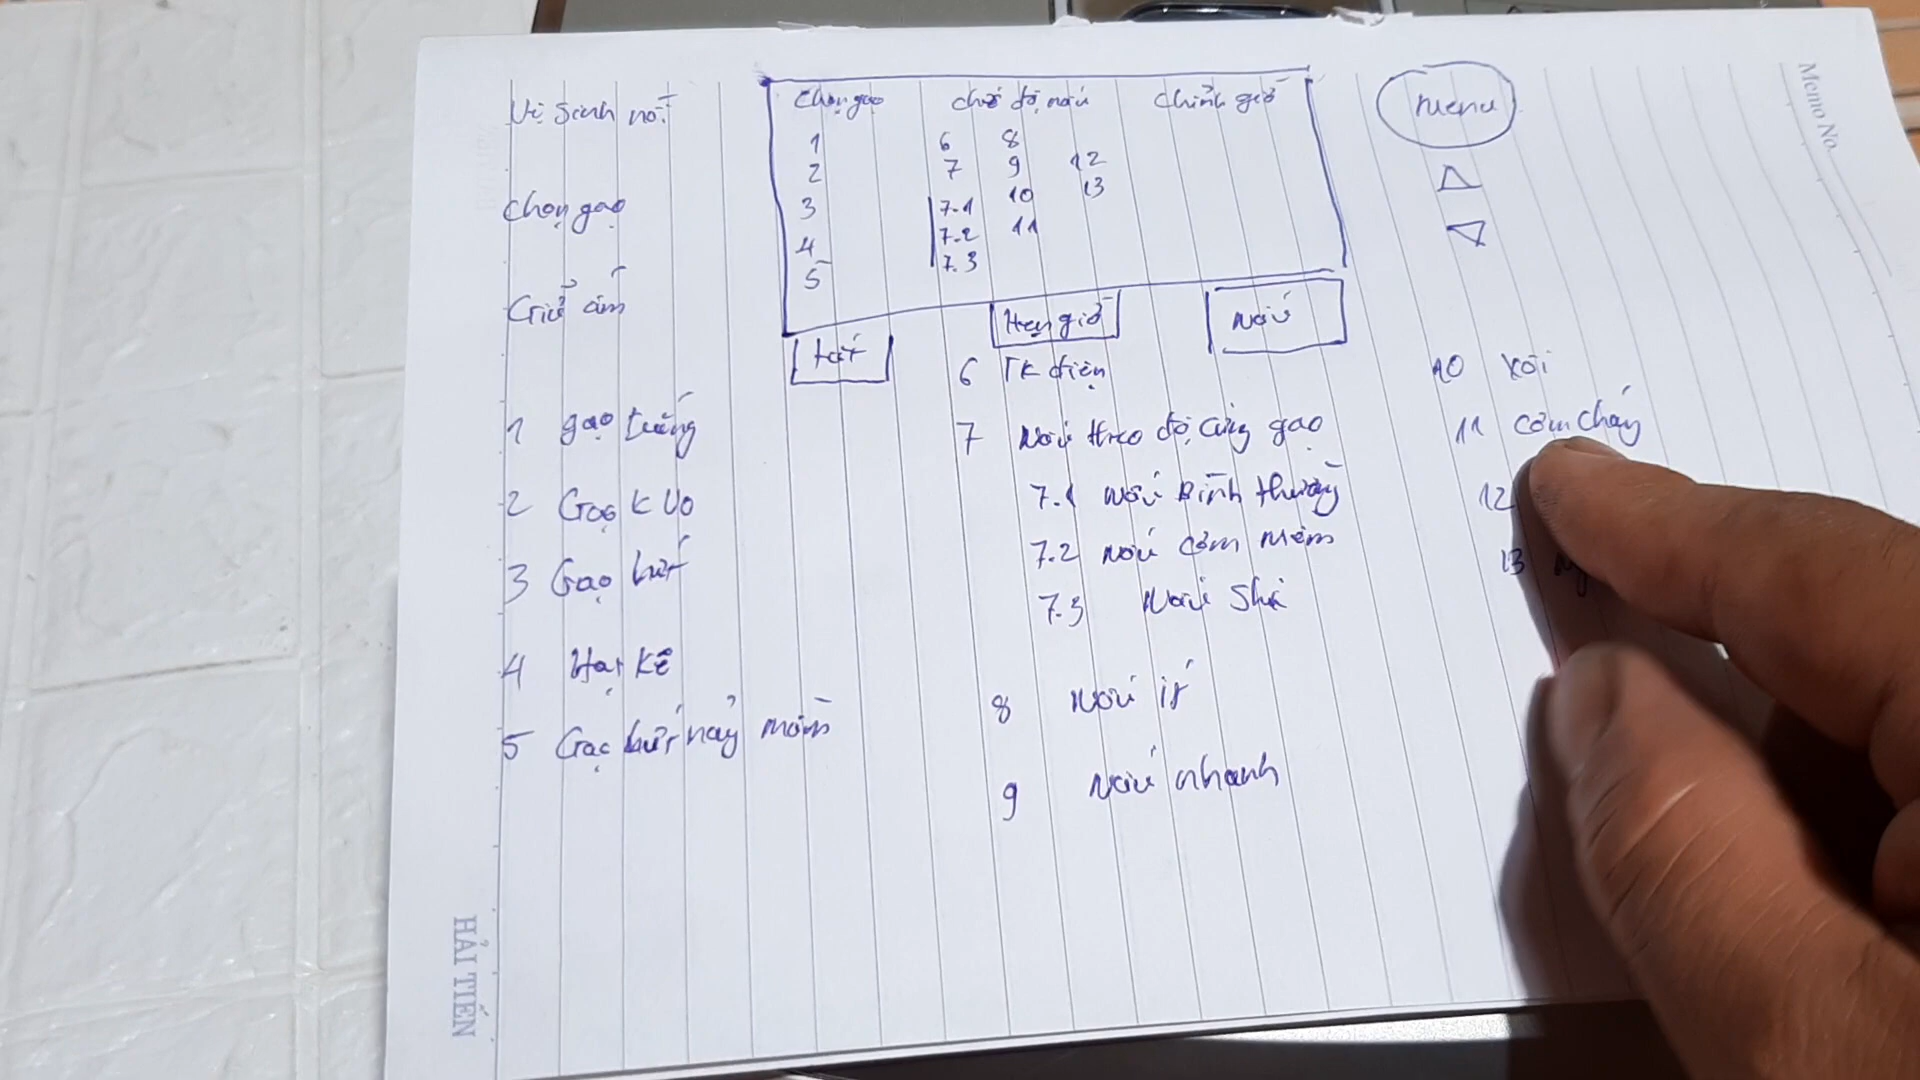 Vệ sinh nồi
Chọn gạo
Giữ ấm
Chọn gạo chế độ nấu chỉnh giờ
1 6 8
2 7 9 12
3 7.1 10 13
4 7.2 11
5 7.3
Menu
tắt
Hẹn giờ
Nấu
1 gạo trắng
2 Gạo K Vo
3 Gạo lứt
4 Hạt kê
5 Gạo lứt nảy mầm
6 TK điện
7 Nấu theo độ cứng gạo
7.1 Nấu Bình thường
7.2 Nấu cơm mềm
7.3 Nấu Shi
8 Nấu ít
9 Nấu nhanh
10 Xôi
11 Cơm cháy
12
13
Memo No.
HẢI TIẾN